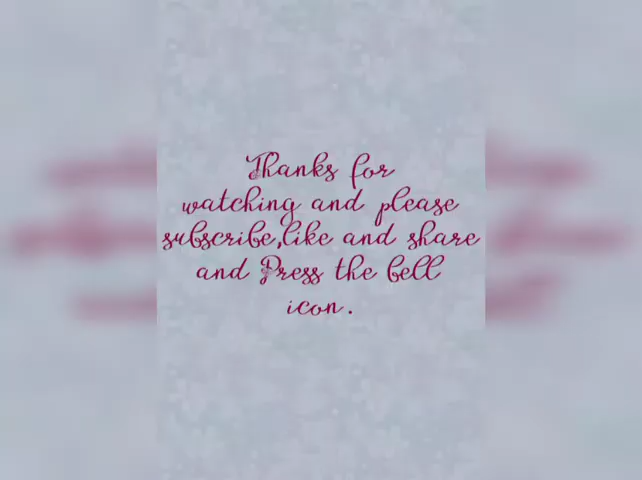 Thanks for
watching and please
subscribe,like and share
and Press the bell
icon.